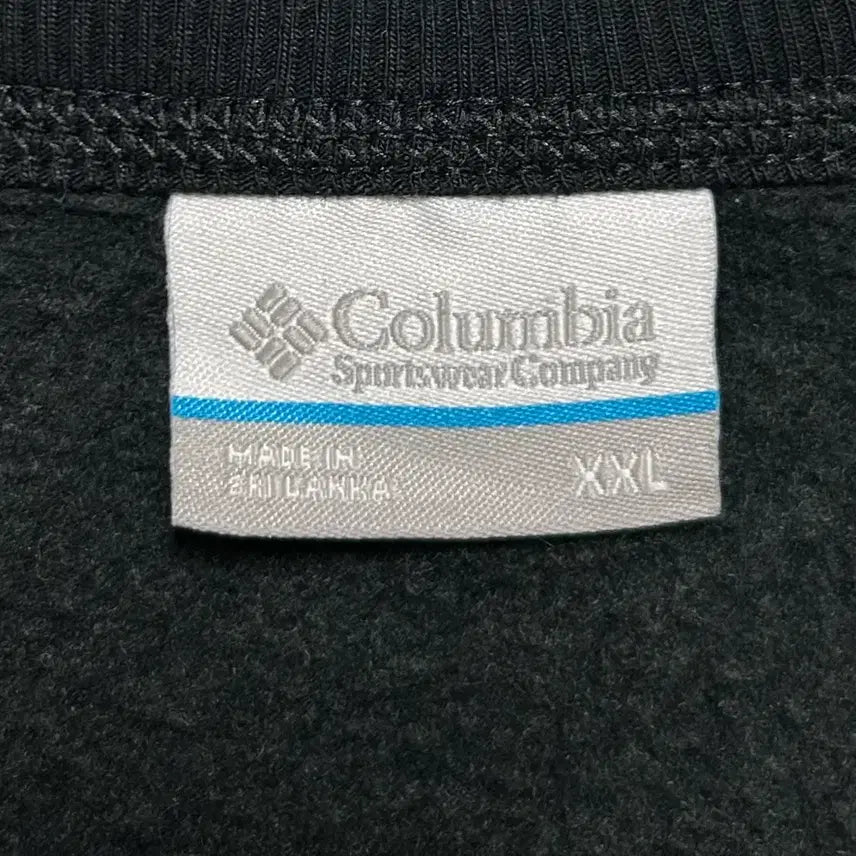 Columbia
Sportswear Company
MADE IN
SRI LANKA
XXL